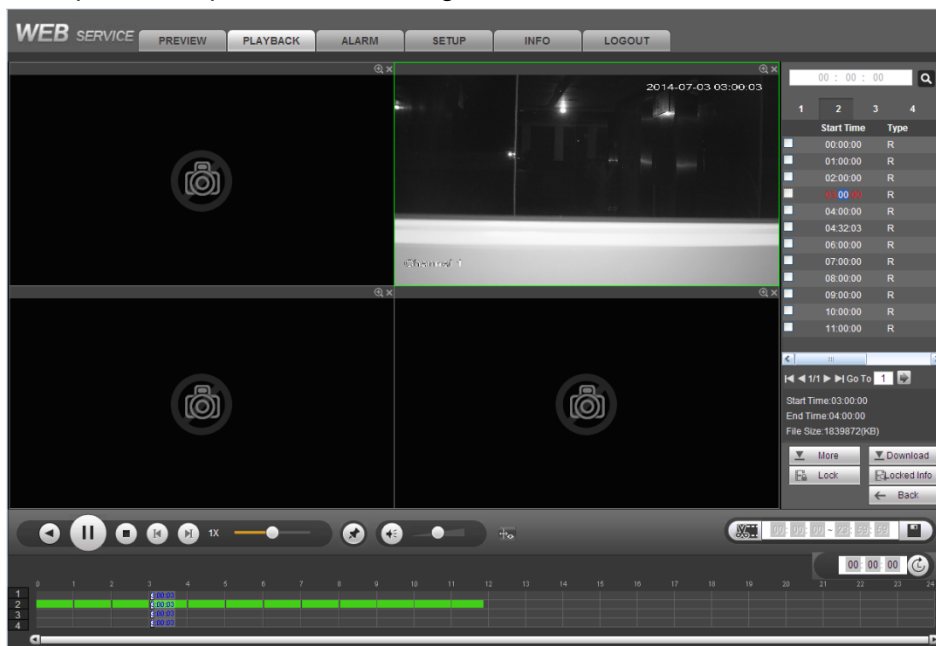 WEB SERVICE PREVIEW PLAYBACK ALARM SETUP INFO LOGOUT
2014-07-03 03:00:03
Channel 1
00 : 00 : 00
1 2 3 4
Start Time Type
00:00:00 R
01:00:00 R
02:00:00 R
03:00:00 R
04:00:00 R
04:32:03 R
06:00:00 R
07:00:00 R
08:00:00 R
09:00:00 R
10:00:00 R
11:00:00 R
1/1 Go To 1
Start Time:03:00:00
End Time:04:00:00
File Size:1839872(KB)
More Download
Lock Locked Info
Back
1X
00: 00: 00 ~ 23: 59: 59
00: 00: 00
0 1 2 3 4 5 6 7 8 9 10 11 12 13 14 15 16 17 18 19 20 21 22 23 24
1
2
3
4